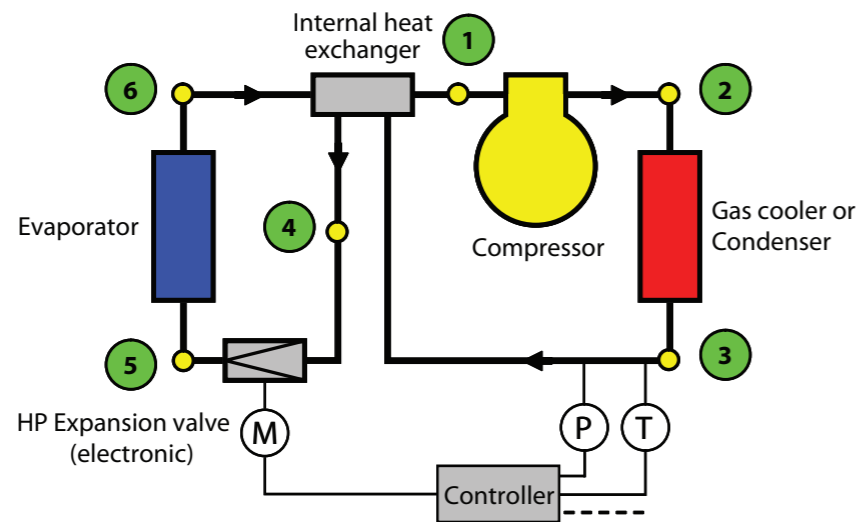 Internal heat
exchanger
1
6
2
Evaporator
4
Compressor
Gas cooler or
Condenser
5
3
HP Expansion valve
(electronic)
M
P
T
Controller